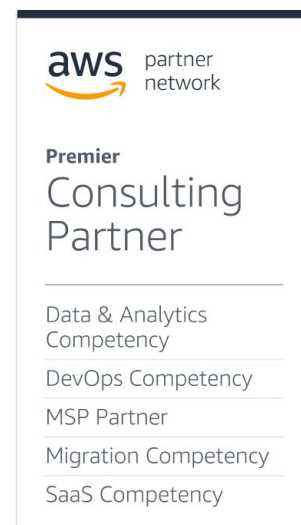 aws partner
network
Premier
Consulting
Partner
Data & Analytics
Competency
DevOps Competency
MSP Partner
Migration Competency
SaaS Competency